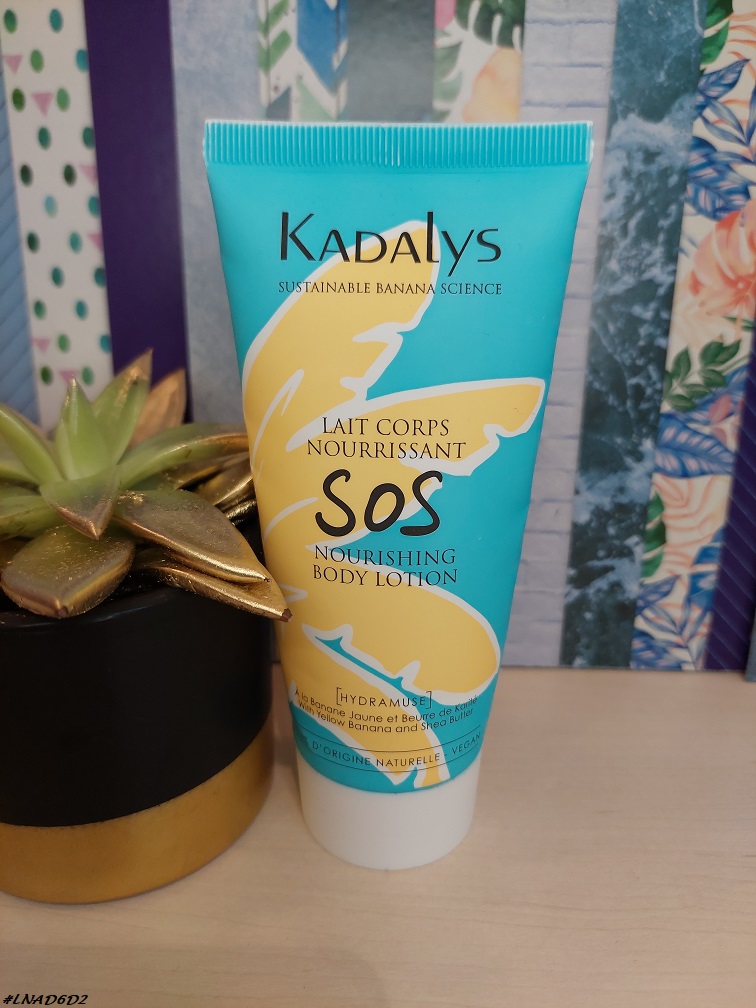 KADALYS
SUSTAINABLE BANANA SCIENCE
LAIT CORPS
NOURRISSANT
SOS
NOURISHING
BODY LOTION
[HYDRAMUSE]
À la Banane Jaune et Beurre de Karité
With Yellow Banana and Shea Butter
D'ORIGINE NATURELLE - VEGAN
#LNAD6D2